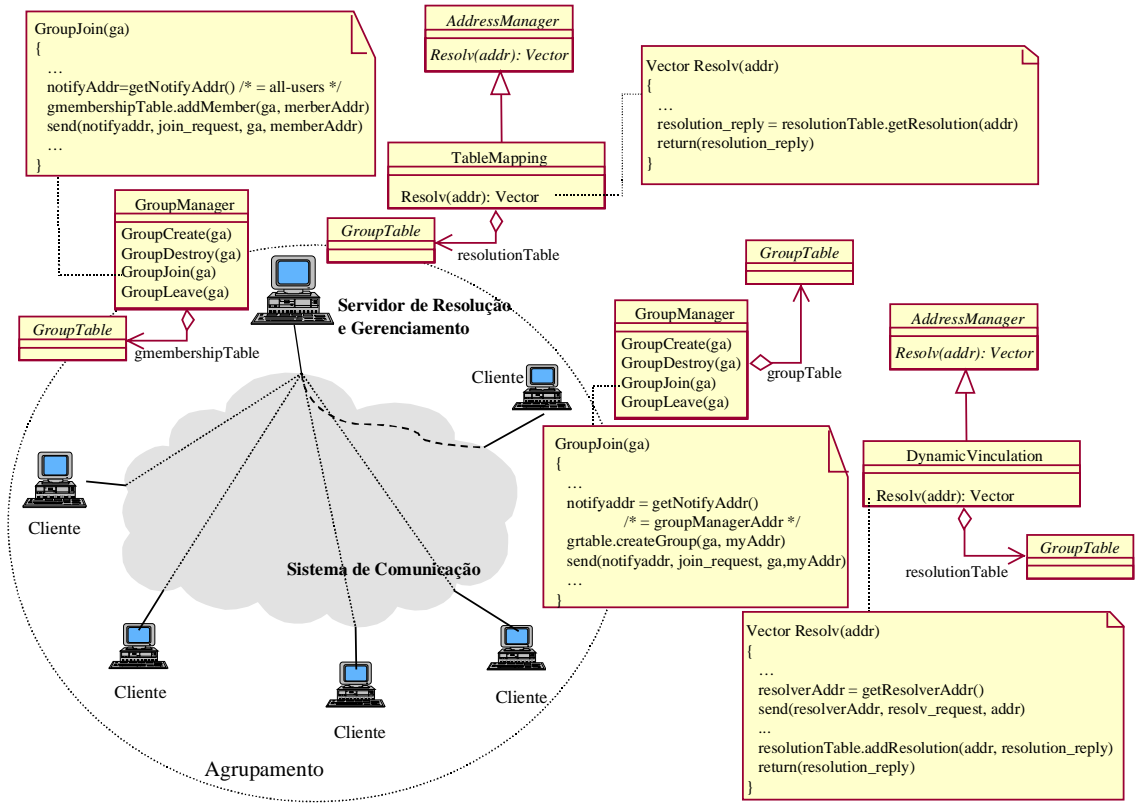 GroupJoin(ga)
{
…
notifyAddr=getNotifyAddr() /* = all-users */
gmembershipTable.addMember(ga, merberAddr)
send(notifyaddr, join_request, ga, memberAddr)
…
}
AddressManager
Resolv(addr): Vector
Vector Resolv(addr)
{
…
resolution_reply = resolutionTable.getResolution(addr)
return(resolution_reply)
}
TableMapping
Resolv(addr): Vector
GroupManager
GroupCreate(ga)
GroupDestroy(ga)
GroupJoin(ga)
GroupLeave(ga)
GroupTable
resolutionTable
GroupTable
gmembershipTable
Servidor de Resolução
e Gerenciamento
GroupTable
GroupManager
GroupCreate(ga)
GroupDestroy(ga)
GroupJoin(ga)
GroupLeave(ga)
groupTable
AddressManager
Resolv(addr): Vector
Cliente
GroupJoin(ga)
{
…
notifyaddr = getNotifyAddr()
/* = groupManagerAddr */
grtable.createGroup(ga, myAddr)
send(notifyaddr, join_request, ga,myAddr)
…
}
DynamicVinculation
Resolv(addr): Vector
GroupTable
resolutionTable
Cliente
Sistema de Comunicação
Cliente
Cliente
Cliente
Agrupamento
Vector Resolv(addr)
{
…
resolverAddr = getResolverAddr()
send(resolverAddr, resolv_request, addr)
...
resolutionTable.addResolution(addr, resolution_reply)
return(resolution_reply)
}